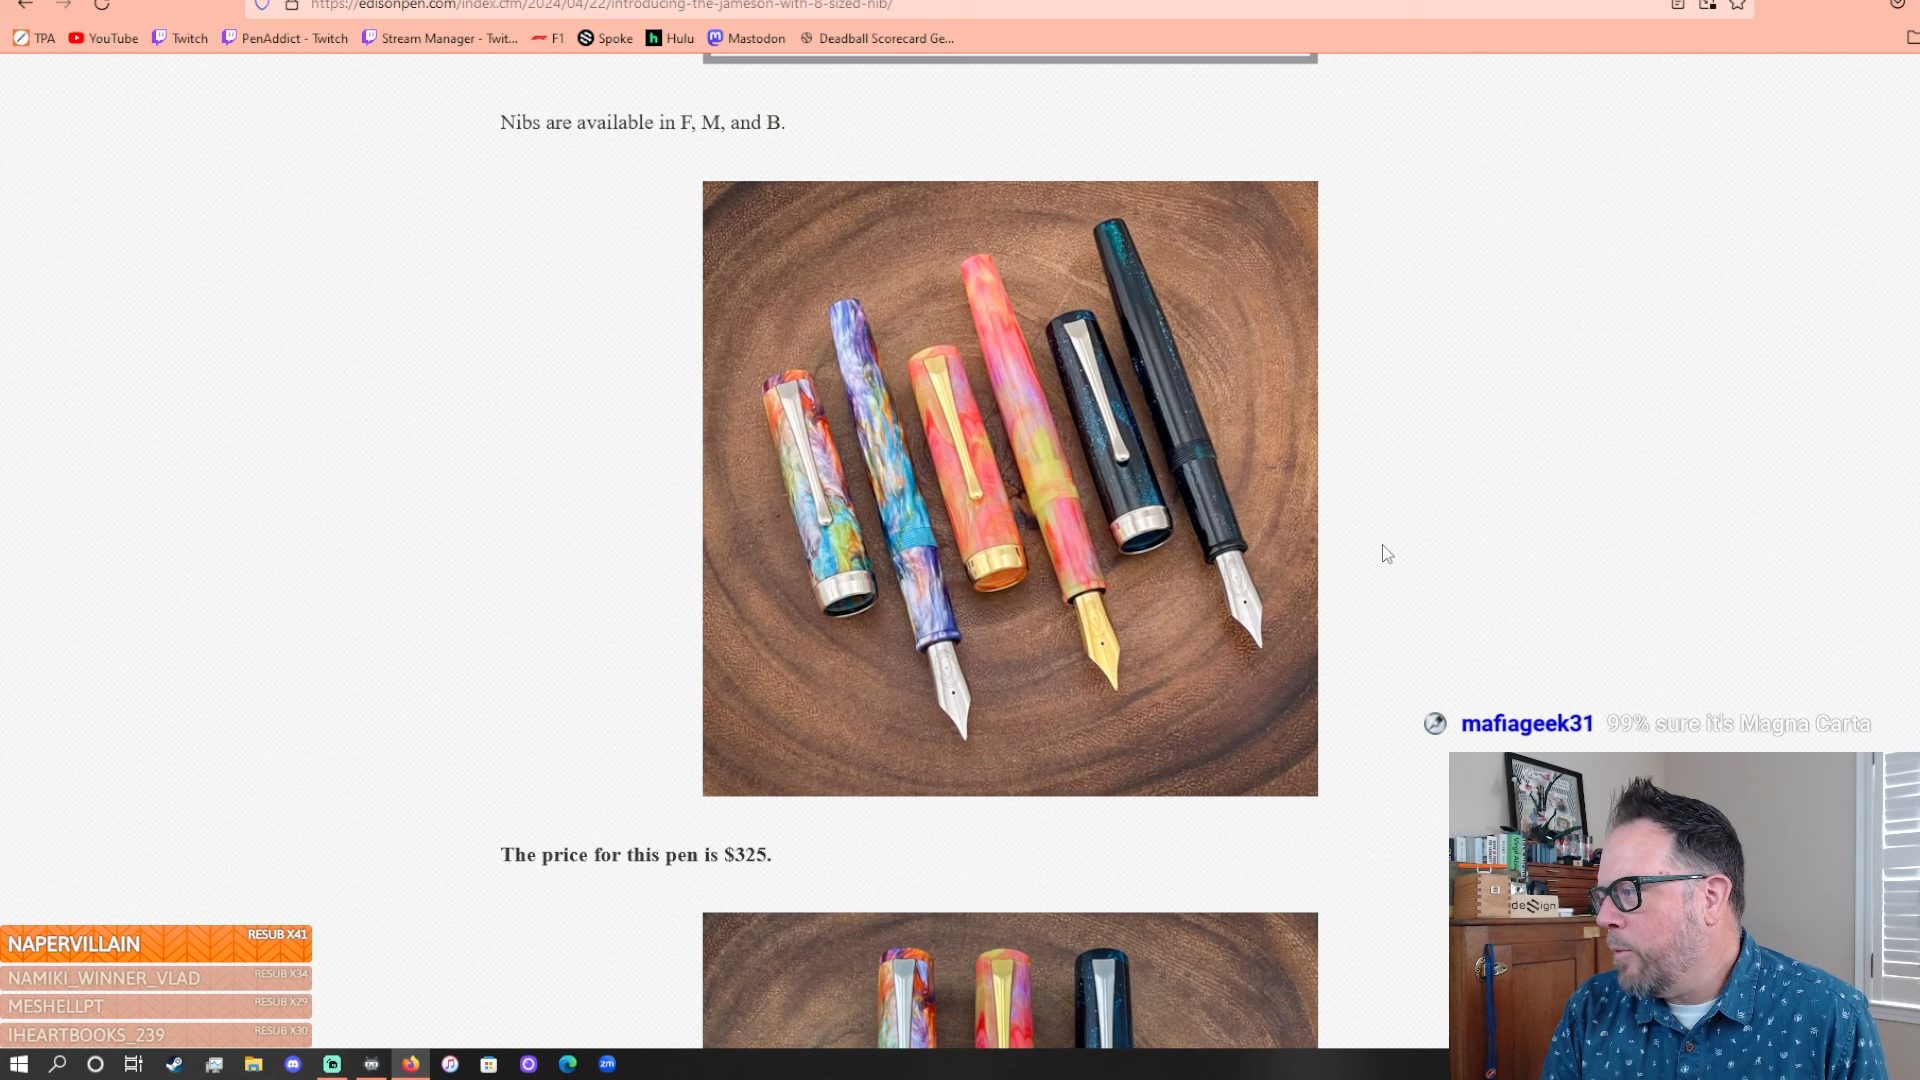 https://edisonpen.com/index.cfm/2024/04/22/introducing-the-jameson-with-8-sized-nib/
TPA YouTube Twitch PenAddict - Twitch Stream Manager - Twit... F1 Spoke h Hulu Mastodon Deadball Scorecard Ge...
Nibs are available in F, M, and B.
mafiageek31 99% sure it's Magna Carta
The price for this pen is $325.
deSSign
NAPERVILLAIN RESUB X41
NAMIKI_WINNER_VLAD RESUB X34
MESHELLPT RESUB X29
IHEARTBOOKS_239 RESUB X30
zm